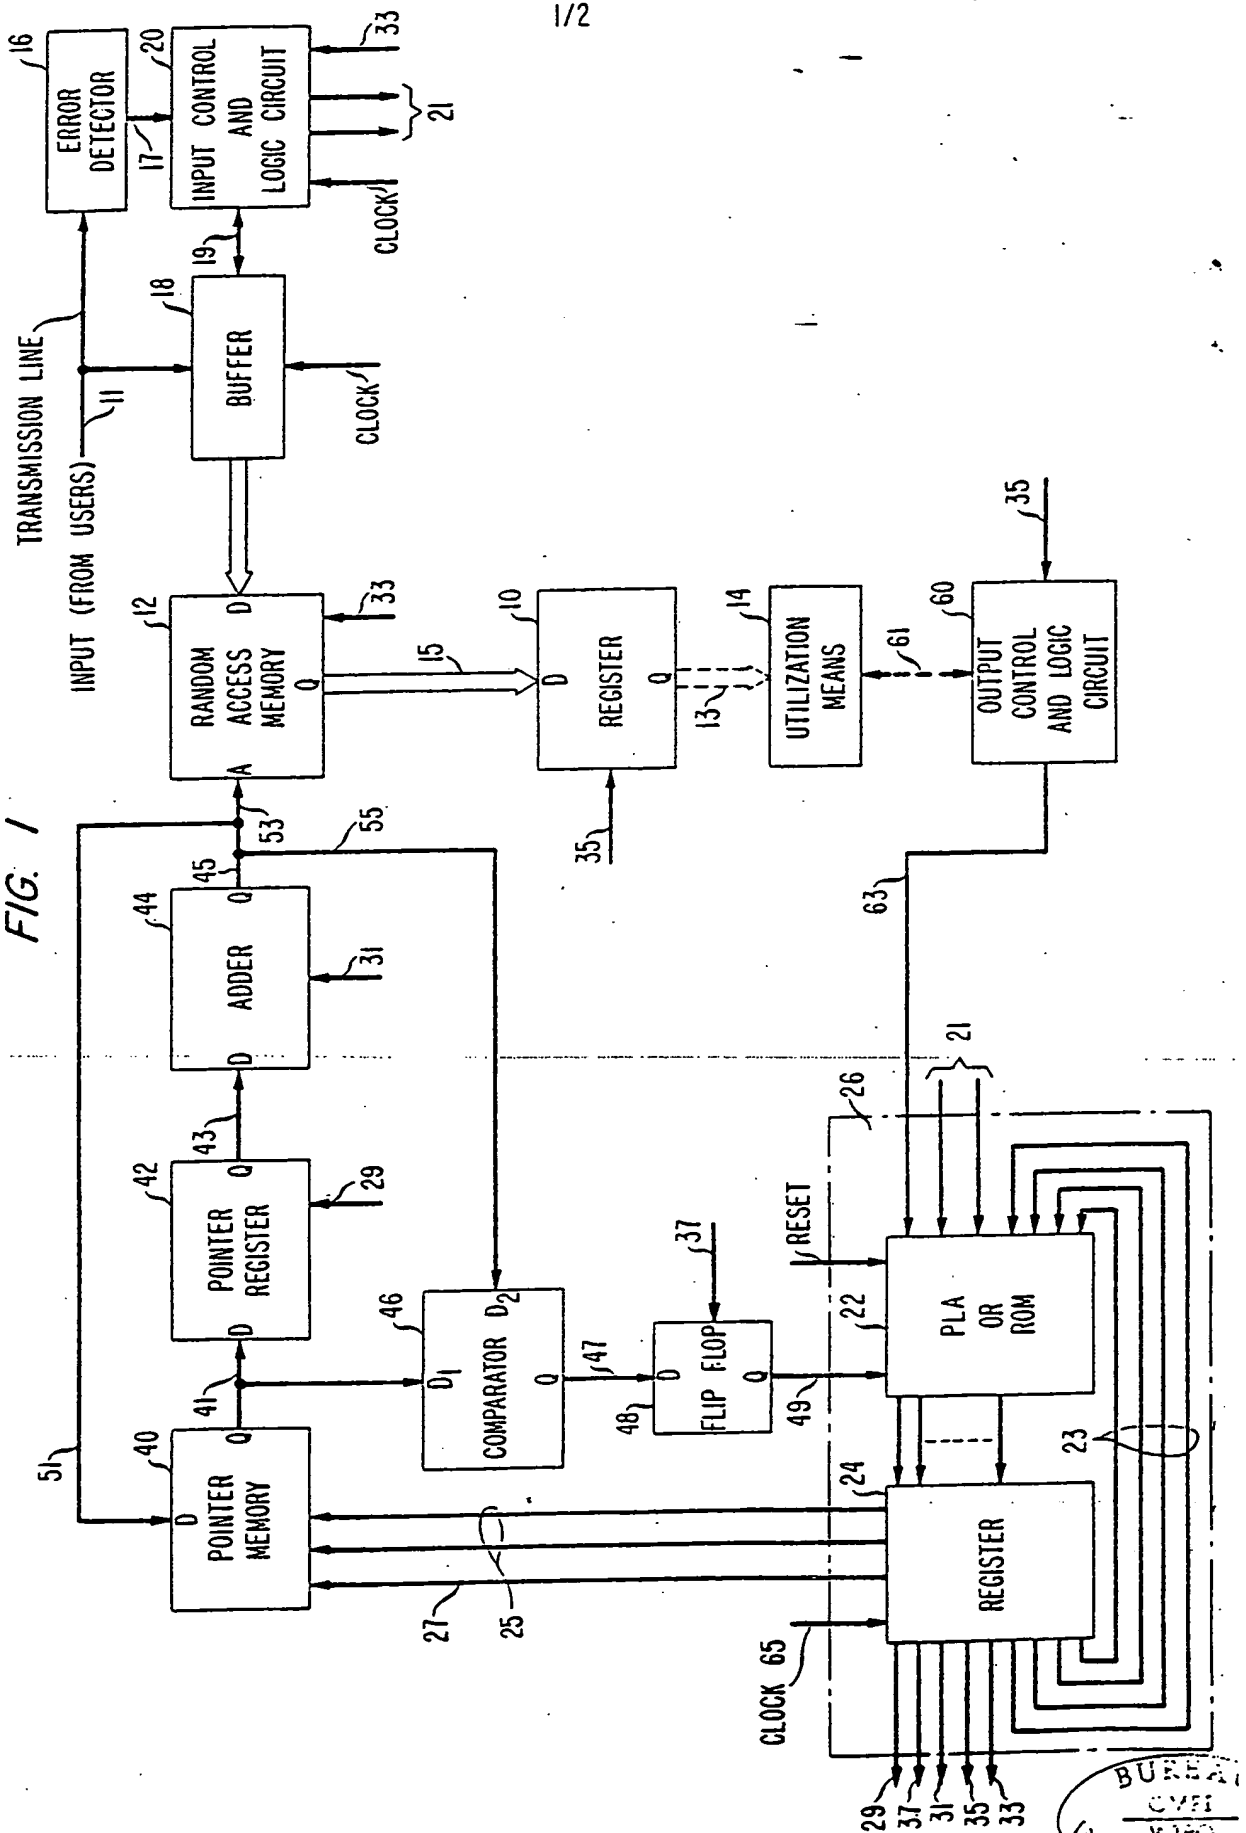 1/2
FIG. 1
TRANSMISSION LINE
INPUT (FROM USERS)
11
16
ERROR
DETECTOR
17
20
INPUT CONTROL
AND
LOGIC CIRCUIT
33
21
CLOCK
19
18
BUFFER
CLOCK
12
RANDOM
ACCESS
MEMORY
A
D
Q
33
53
55
45
44
ADDER
D
Q
31
43
42
POINTER
REGISTER
D
Q
29
41
40
POINTER
MEMORY
D
Q
51
15
10
REGISTER
D
Q
35
13
14
UTILIZATION
MEANS
61
60
OUTPUT
CONTROL
AND LOGIC
CIRCUIT
35
63
46
COMPARATOR
D1
D2
Q
47
48
FLIP FLOP
D
Q
37
49
RESET
26
21
22
PLA
OR
ROM
23
24
REGISTER
25
27
CLOCK 65
29
37
31
35
33